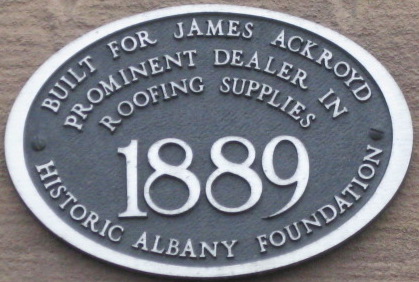 BUILT FOR JAMES ACKROYD
PROMINENT DEALER IN
ROOFING SUPPLIES
1889
HISTORIC ALBANY FOUNDATION